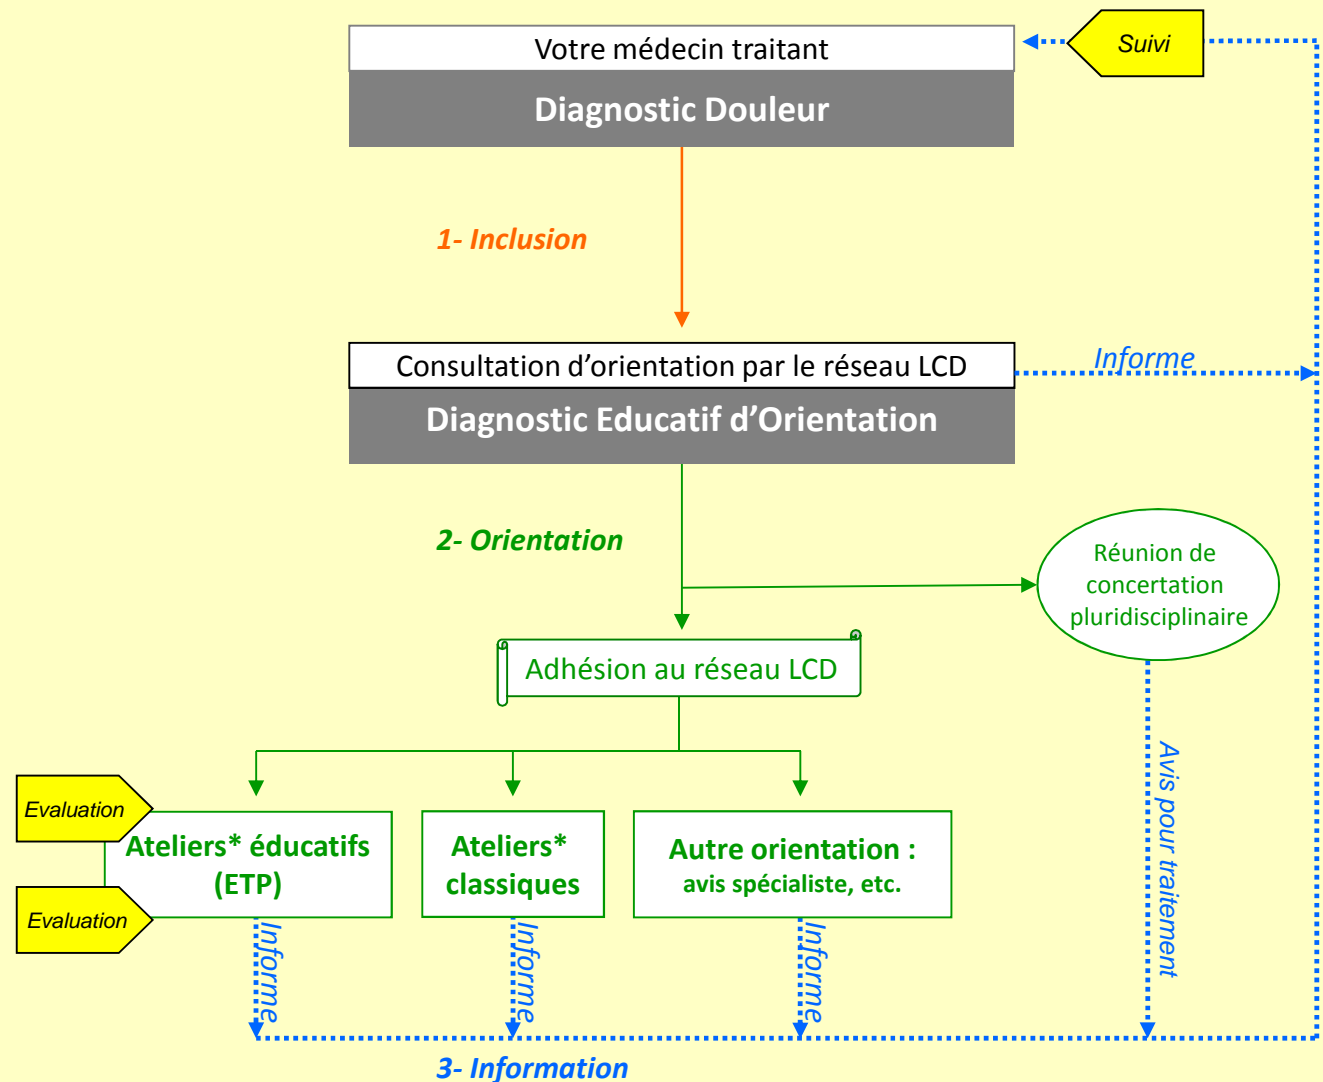 Votre médecin traitant
Suivi
Diagnostic Douleur
1- Inclusion
Consultation d'orientation par le réseau LCD
Informe
Diagnostic Educatif d'Orientation
2- Orientation
Réunion de
concertation
pluridisciplinaire
Adhésion au réseau LCD
Avis pour traitement
Evaluation
Ateliers* éducatifs
(ETP)
Ateliers*
classiques
Autre orientation :
avis spécialiste, etc.
Evaluation
Informe
Informe
Informe
3- Information